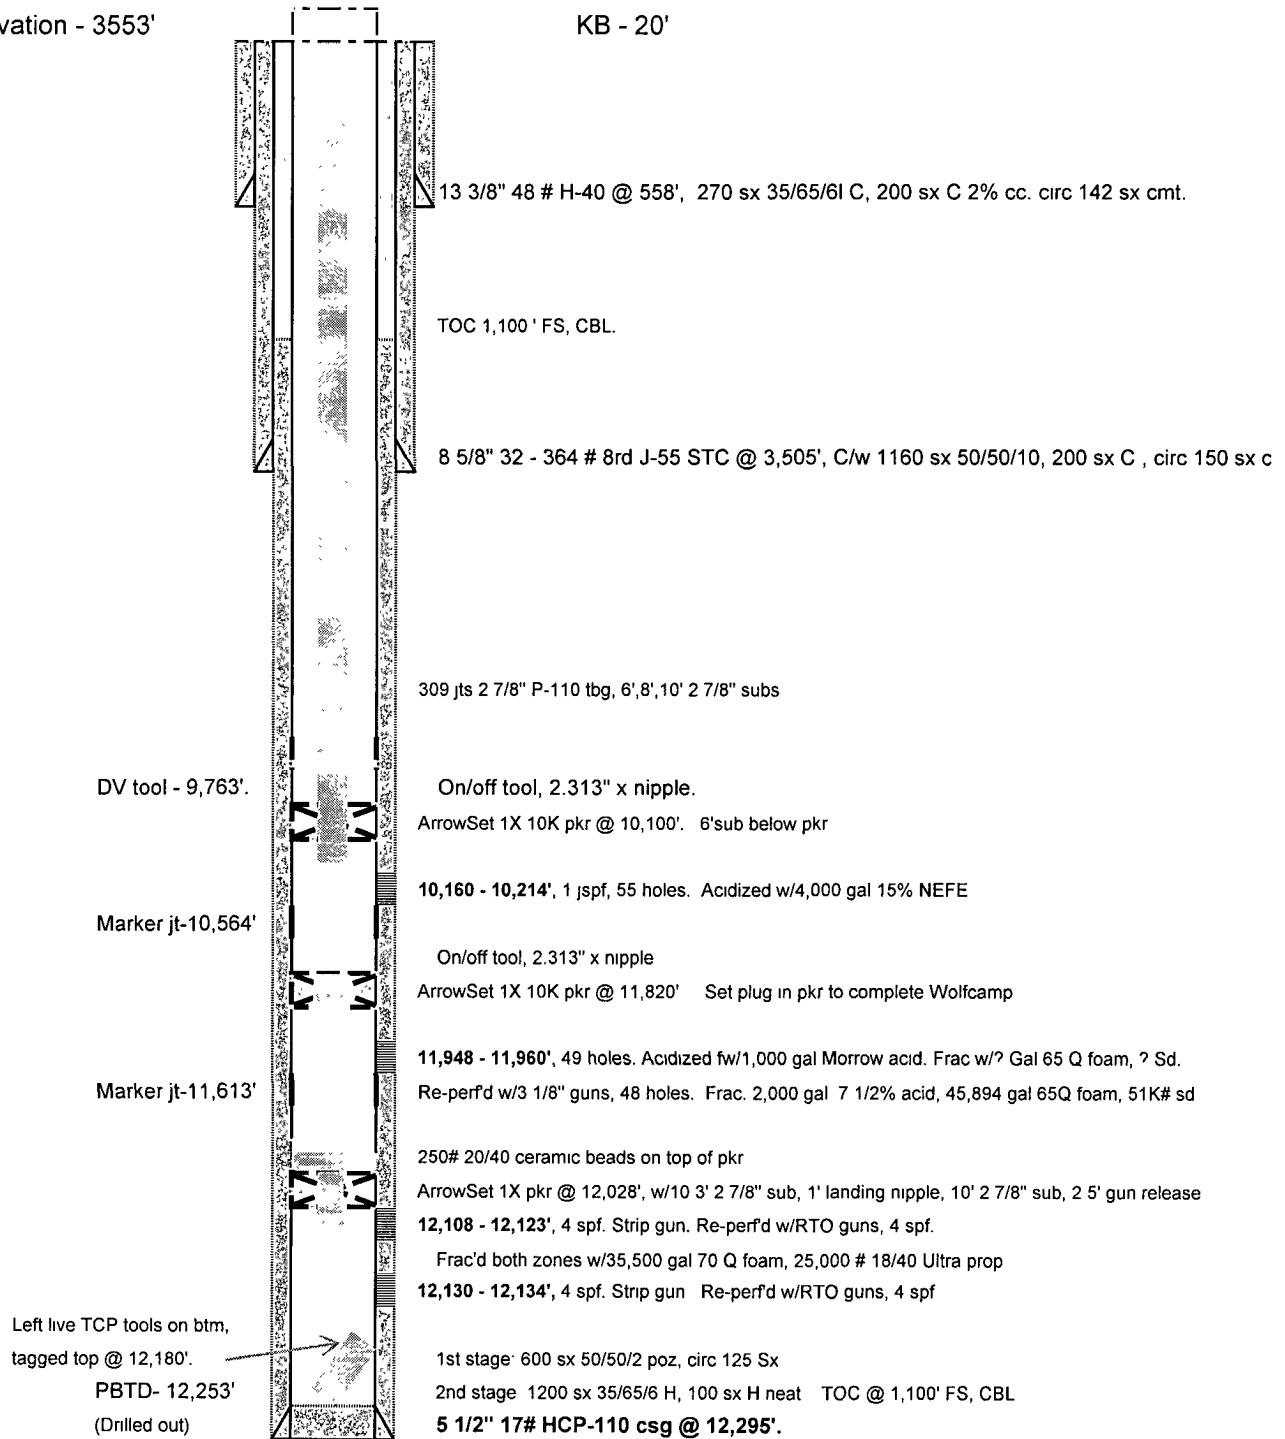 vation - 3553'
KB - 20'
13 3/8" 48 # H-40 @ 558', 270 sx 35/65/6l C, 200 sx C 2% cc. circ 142 sx cmt.
TOC 1,100 ' FS, CBL.
8 5/8" 32 - 364 # 8rd J-55 STC @ 3,505', C/w 1160 sx 50/50/10, 200 sx C , circ 150 sx c
309 jts 2 7/8" P-110 tbg, 6',8',10' 2 7/8" subs
DV tool - 9,763'.
On/off tool, 2.313" x nipple.
ArrowSet 1X 10K pkr @ 10,100'. 6'sub below pkr
10,160 - 10,214', 1 jspf, 55 holes. Acidized w/4,000 gal 15% NEFE
Marker jt-10,564'
On/off tool, 2.313" x nipple
ArrowSet 1X 10K pkr @ 11,820' Set plug in pkr to complete Wolfcamp
11,948 - 11,960', 49 holes. Acidized fw/1,000 gal Morrow acid. Frac w/? Gal 65 Q foam, ? Sd.
Marker jt-11,613'
Re-perf'd w/3 1/8" guns, 48 holes. Frac. 2,000 gal 7 1/2% acid, 45,894 gal 65Q foam, 51K# sd
250# 20/40 ceramic beads on top of pkr
ArrowSet 1X pkr @ 12,028', w/10 3' 2 7/8" sub, 1' landing nipple, 10' 2 7/8" sub, 2 5' gun release
12,108 - 12,123', 4 spf. Strip gun. Re-perf'd w/RTO guns, 4 spf.
Frac'd both zones w/35,500 gal 70 Q foam, 25,000 # 18/40 Ultra prop
12,130 - 12,134', 4 spf. Strip gun Re-perf'd w/RTO guns, 4 spf
Left live TCP tools on btm,
tagged top @ 12,180'.
1st stage 600 sx 50/50/2 poz, circ 125 Sx
PBTD- 12,253'
2nd stage 1200 sx 35/65/6 H, 100 sx H neat TOC @ 1,100' FS, CBL
(Drilled out)
5 1/2" 17# HCP-110 csg @ 12,295'.